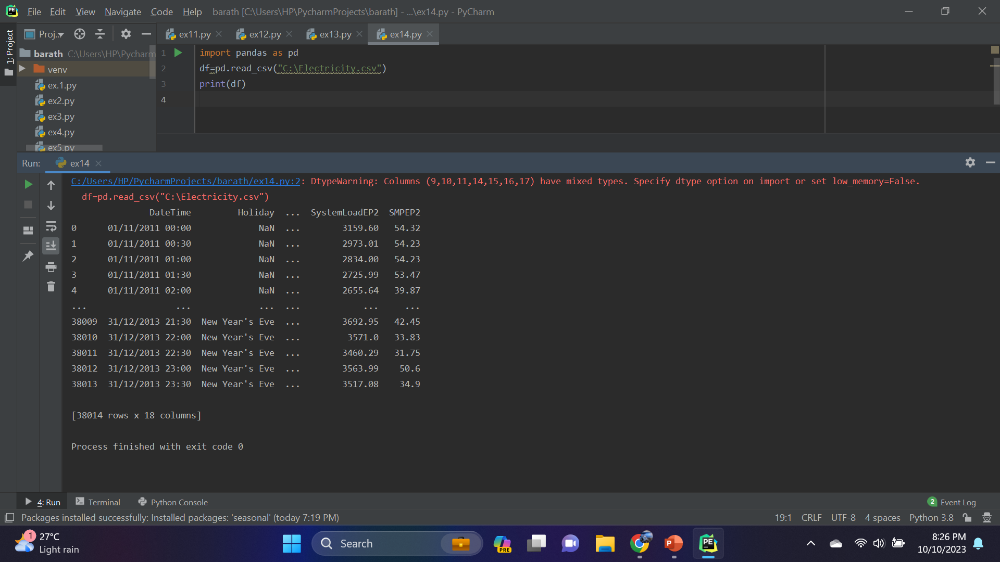 File Edit View Navigate Code Help barath [C:\Users\HP\PycharmProjects\barath] - ...\ex14.py - PyCharm
1: Project
Proj..
ex11.py ex12.py ex13.py ex14.py
barath C:\Users\HP\Pycharm
venv
ex.1.py
ex2.py
ex3.py
ex4.py
ex5.py
1 import pandas as pd
2 df=pd.read_csv("C:\Electricity.csv")
3 print(df)
4
Run: ex14
C:/Users/HP/PycharmProjects/barath/ex14.py:2: DtypeWarning: Columns (9,10,11,14,15,16,17) have mixed types. Specify dtype option on import or set low_memory=False.
df=pd.read_csv("C:\Electricity.csv")
DateTime Holiday ... SystemLoadEP2 SMPEP2
0 01/11/2011 00:00 NaN ... 3159.60 54.32
1 01/11/2011 00:30 NaN ... 2973.01 54.23
2 01/11/2011 01:00 NaN ... 2834.00 54.23
3 01/11/2011 01:30 NaN ... 2725.99 53.47
4 01/11/2011 02:00 NaN ... 2655.64 39.87
... ... ... ... ... ...
38009 31/12/2013 21:30 New Year's Eve ... 3692.95 42.45
38010 31/12/2013 22:00 New Year's Eve ... 3571.0 33.83
38011 31/12/2013 22:30 New Year's Eve ... 3460.29 31.75
38012 31/12/2013 23:00 New Year's Eve ... 3563.99 50.6
38013 31/12/2013 23:30 New Year's Eve ... 3517.08 34.9
[38014 rows x 18 columns]
Process finished with exit code 0
4: Run Terminal Python Console 2 Event Log
Packages installed successfully: Installed packages: 'seasonal' (today 7:19 PM) 19:1 CRLF UTF-8 4 spaces Python 3.8
1 27°C
Light rain
Search
PRE
P
PE
8:26 PM
10/10/2023